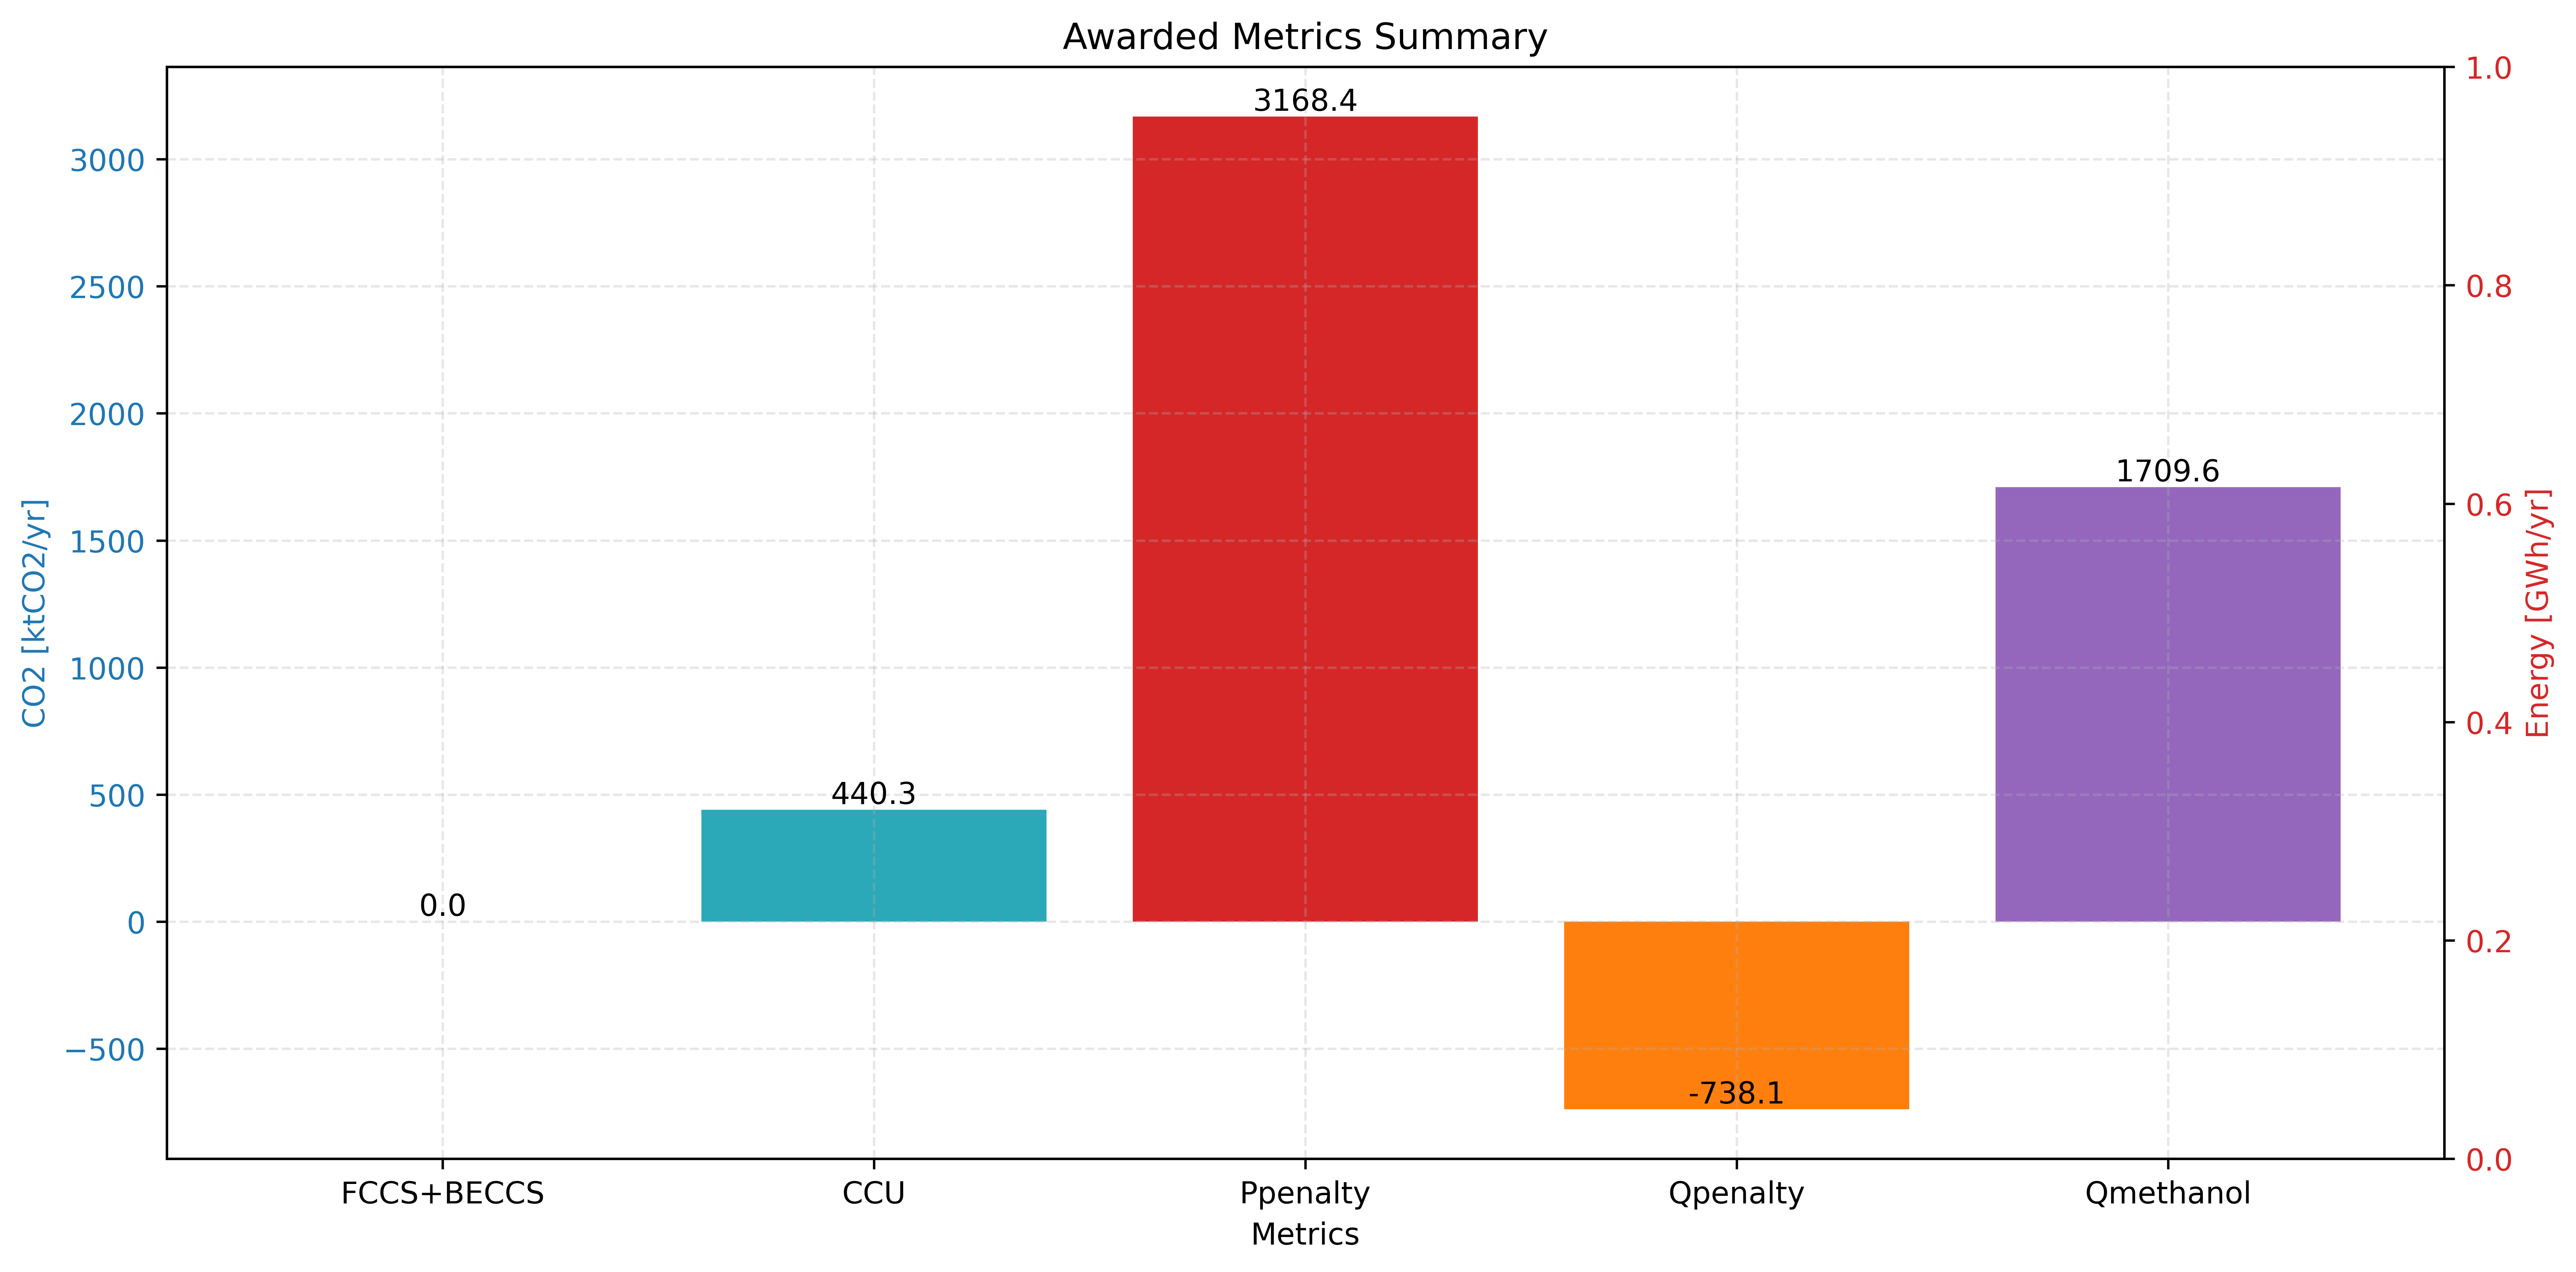 Awarded Metrics Summary
3000
2500
2000
1500
1000
500
0
−500
CO2 [ktCO2/yr]
0.0
440.3
3168.4
-738.1
1709.6
1.0
0.8
0.6
0.4
0.2
0.0
Energy [GWh/yr]
FCCS+BECCS
CCU
Ppenalty
Qpenalty
Qmethanol
Metrics